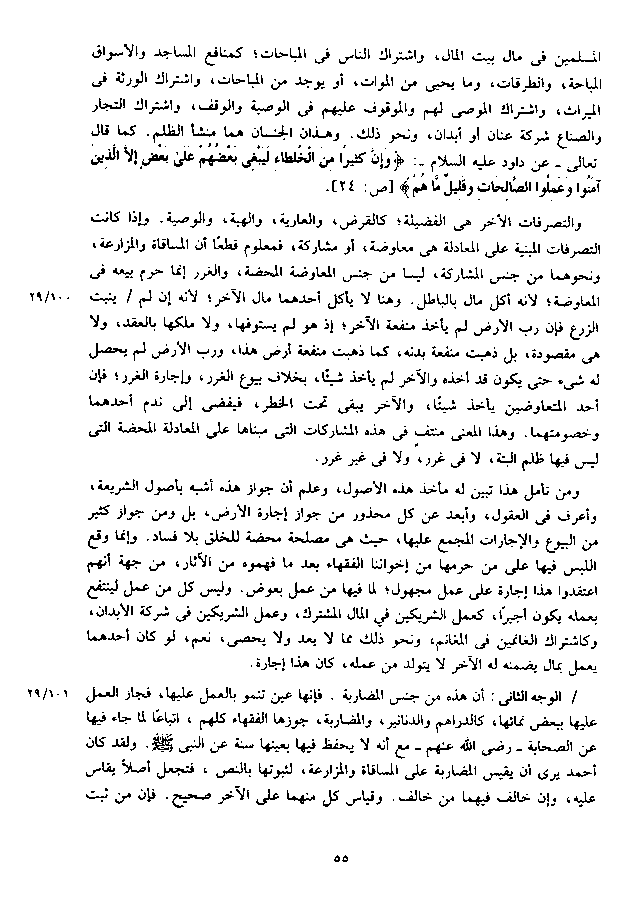 المسلمين فى مال بيت المال، واشتراك الناس فى المباحات؛ كمنافع المساجد والأسواق
المباحة، والطرقات، وما يحيى من الموات، أو يوجد من المباحات، واشتراك الورثة فى
الميراث، واشتراك الموصى لهم والموقوف عليهم فى الوصية والوقف، واشتراك التجار
والصناع شركة عنان أو أبدان، ونحو ذلك. وهذان الجنسان هما منشأ الظلم. كما قال
تعالى ـ عن داود عليه السلام ـ: ﴿وَإِنَّ كَثِيرًا مِّنَ الْخُلَطَاءِ لَيَبْغِي بَعْضُهُمْ عَلَىٰ بَعْضٍ إِلاَّ الَّذِينَ
آمَنُوا وَعَمِلُوا الصَّالِحَاتِ وَقَلِيلٌ مَّا هُمْ﴾ [ص: ٢٤].
والتصرفات الأخر هى الفضيلة؛ كالقرض، والعارية، والهبة، والوصية. وإذا كانت
التصرفات المبنية على المعادلة هى معاوضة، أو مشاركة، فمعلوم قطعًا أن المساقاة والمزارعة،
ونحوهما من جنس المشاركة، ليسا من جنس المعاوضة المحضة، والغرر إنما حرم بيعه فى
المعاوضة؛ لأنه أكل مال بالباطل. وهنا لا يأكل أحدهما مال الآخر؛ لأنه إن لم / ينبت ٢٩/١٠٠
الزرع فإن رب الأرض لم يأخذ منفعة الآخر؛ إذ هو لم يستوفها، ولا ملكها بالعقد، ولا
هى مقصودة، بل ذهبت منفعة بدنه، كما ذهبت منفعة أرض هذا، ورب الأرض لم يحصل
له شىء حتى يكون قد أخذه والآخر لم يأخذ شيئًا، بخلاف بيوع الغرر، وإجارة الغرر؛ فإن
أحد المتعاوضين يأخذ شيئًا، والآخر يبقى تحت الخطر، فيفضى إلى ندم أحدهما
وخصومتهما. وهذا المعنى منتف فى هذه المشاركات التى مبناها على المعادلة المحضة التى
ليس فيها ظلم البتة، لا فى غرر، ولا فى غير غرر.
ومن تأمل هذا تبين له مأخذ هذه الأصول، وعلم أن جواز هذه أشبه بأصول الشريعة،
وأعرف فى العقول، وأبعد عن كل محذور من جواز إجارة الأرض، بل ومن جواز كثير
من البيوع والإجارات المجمع عليها، حيث هى مصلحة محضة للخلق بلا فساد. وإنما وقع
اللبس فيها على من حرمها من إخواننا الفقهاء بعد ما فهموه من الآثار، من جهة أنهم
اعتقدوا هذا إجارة على عمل مجهول؛ لما فيها من عمل بعوض. وليس كل من عمل لينتفع
بعمله يكون أجيرًا، كعمل الشريكين في المال المشترك، وعمل الشريكين فى شركة الأبدان،
وكاشتراك الغانمين فى المغانم، ونحو ذلك مما لا يعد ولا يحصى، نعم، لو كان أحدهما
يعمل بمال يضمنه له الآخر لا يتولد من عمله، كان هذا إجارة.
/ الوجه الثانى: أن هذه من جنس المضاربة. فإنها عين تنمو بالعمل عليها، فجاز العمل ٢٩/١٠١
عليها ببعض نمائها، كالدراهم والدنانير، والمضاربة، جوزها الفقهاء كلهم، اتباعًا لما جاء فيها
عن الصحابة ـ رضي الله عنهم ـ مع أنه لا يحفظ فيها بعينها سنة عن النبى ﷺ. ولقد كان
أحمد يرى أن يقيس المضاربة على المساقاة والمزارعة، لثبوتها بالنص، فتجعل أصلاً يقاس
عليه، وإن خالف فيهما من خالف. وقياس كل منهما على الآخر صحيح. فإن من ثبت
٥٥